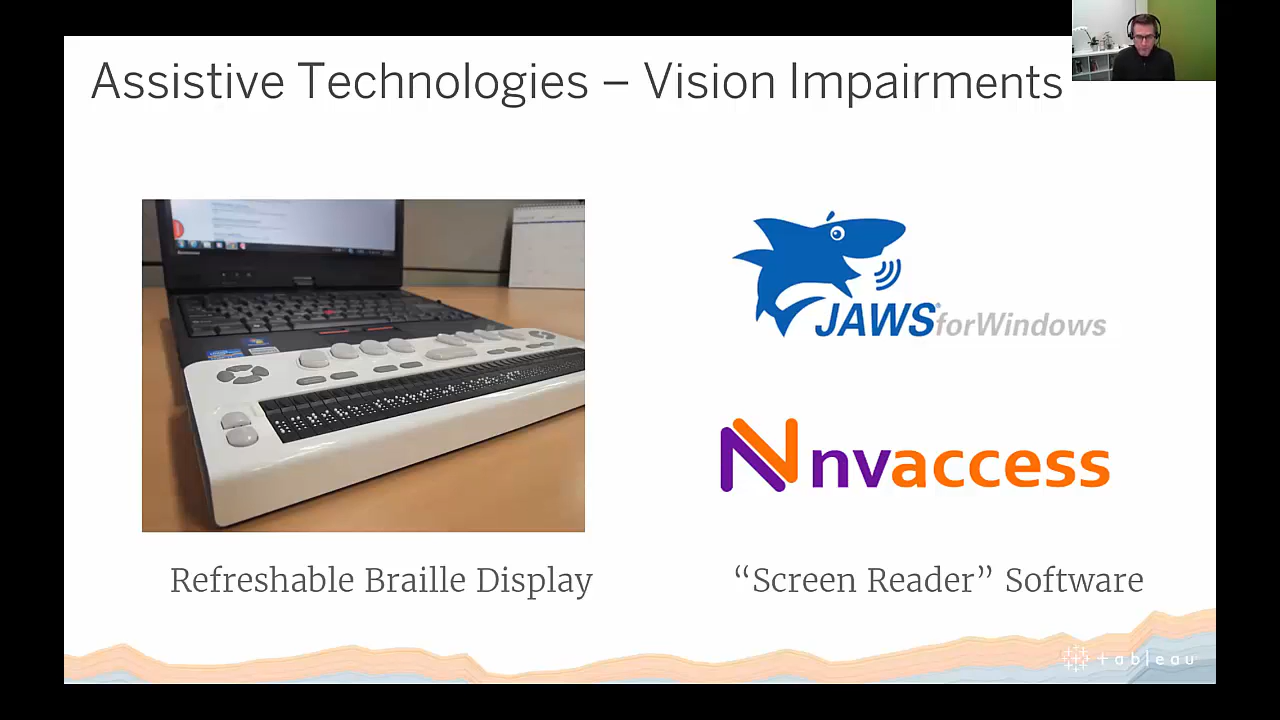 Assistive Technologies – Vision Impairments
JAWS for Windows
nvaccess
Refreshable Braille Display
“Screen Reader” Software
tableau